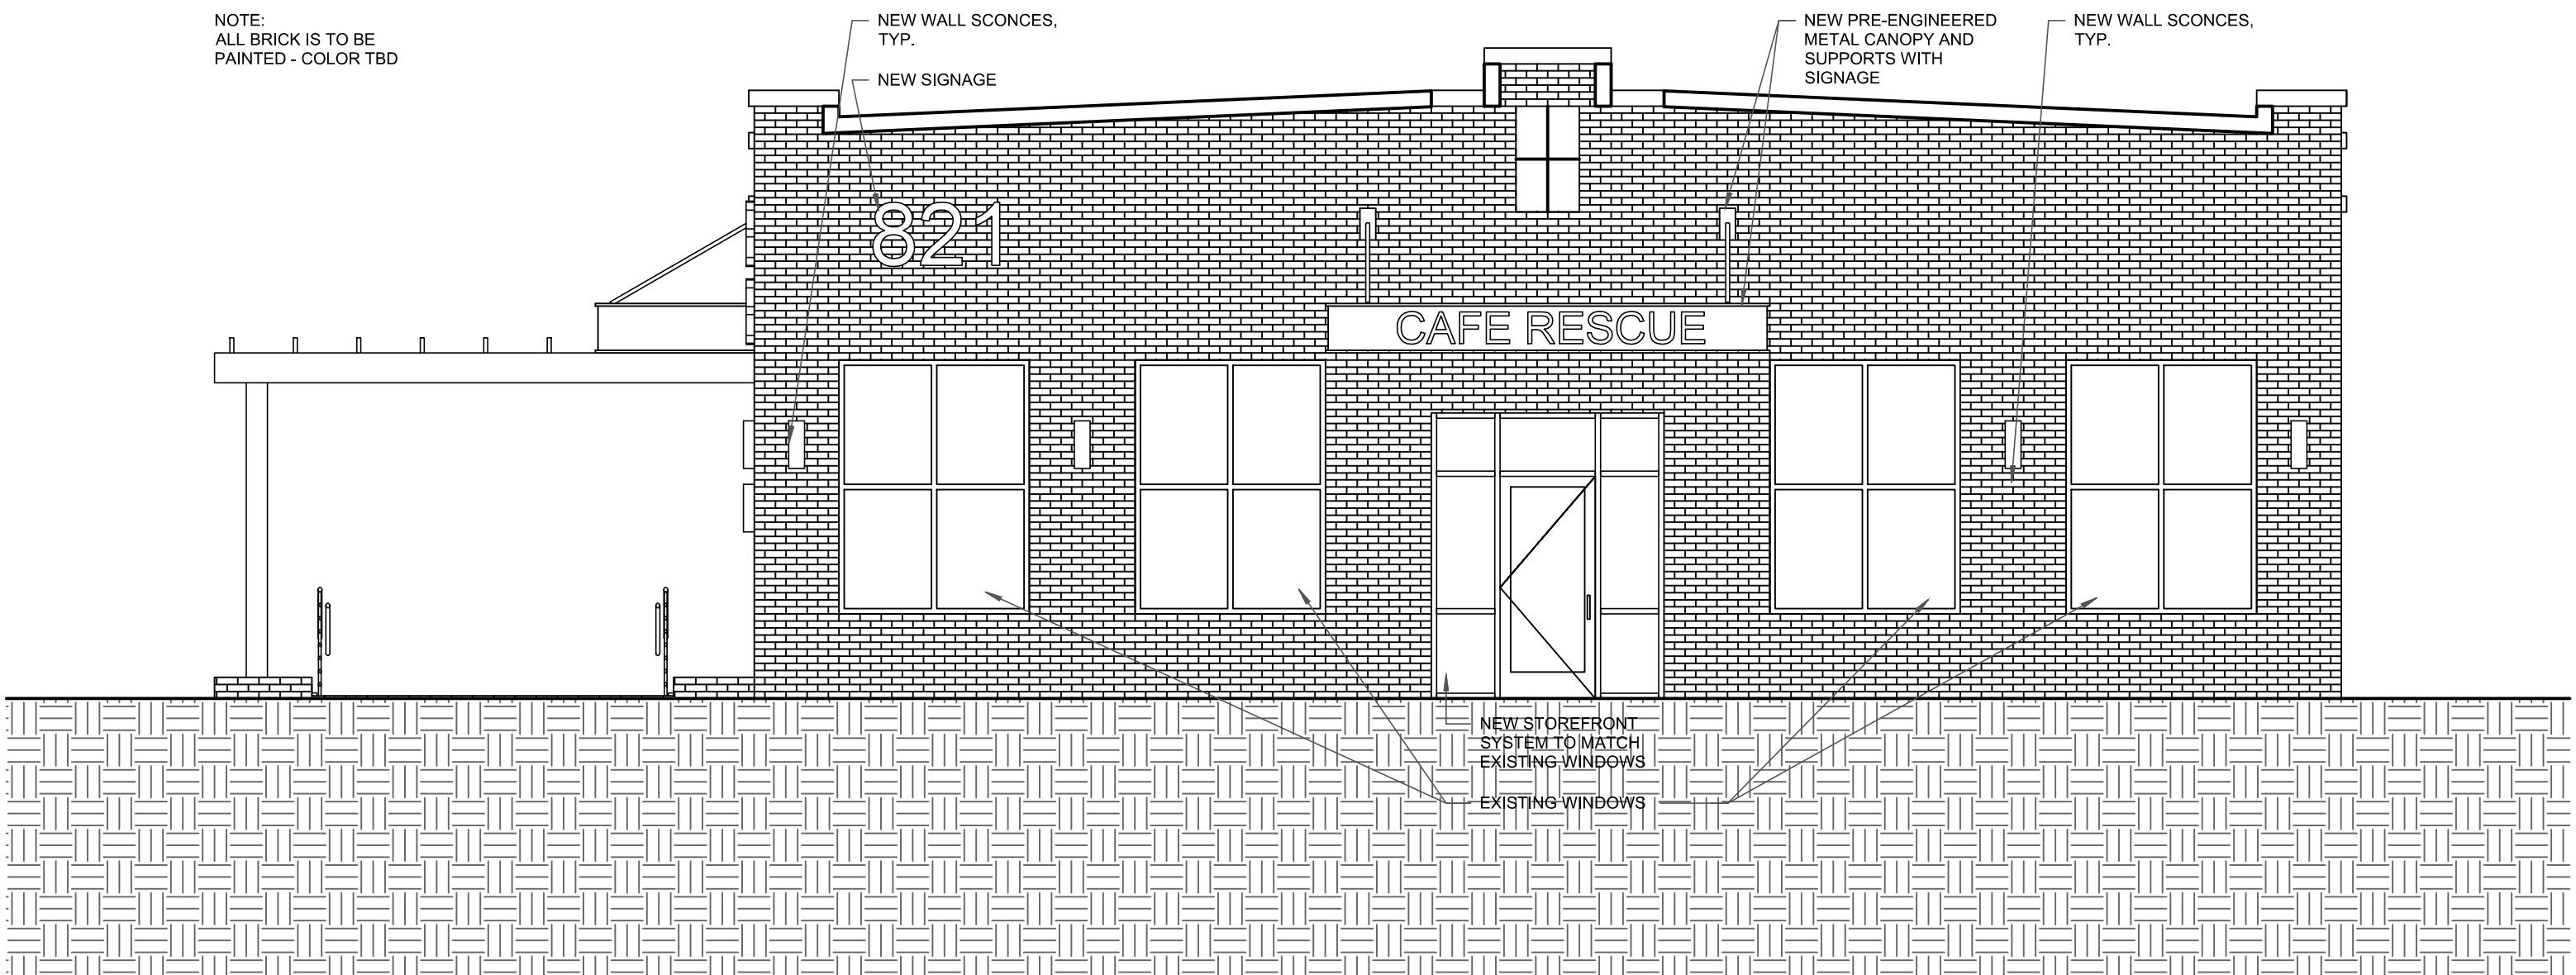 NOTE:
ALL BRICK IS TO BE
PAINTED - COLOR TBD
NEW WALL SCONCES,
TYP.
NEW SIGNAGE
NEW PRE-ENGINEERED
METAL CANOPY AND
SUPPORTS WITH
SIGNAGE
NEW WALL SCONCES,
TYP.
821
CAFE RESCUE
NEW STOREFRONT
SYSTEM TO MATCH
EXISTING WINDOWS
EXISTING WINDOWS